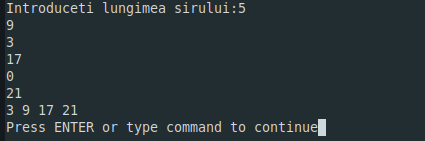 Introduceti lungimea sirului:5
9
3
17
0
21
3 9 17 21
Press ENTER or type command to continue